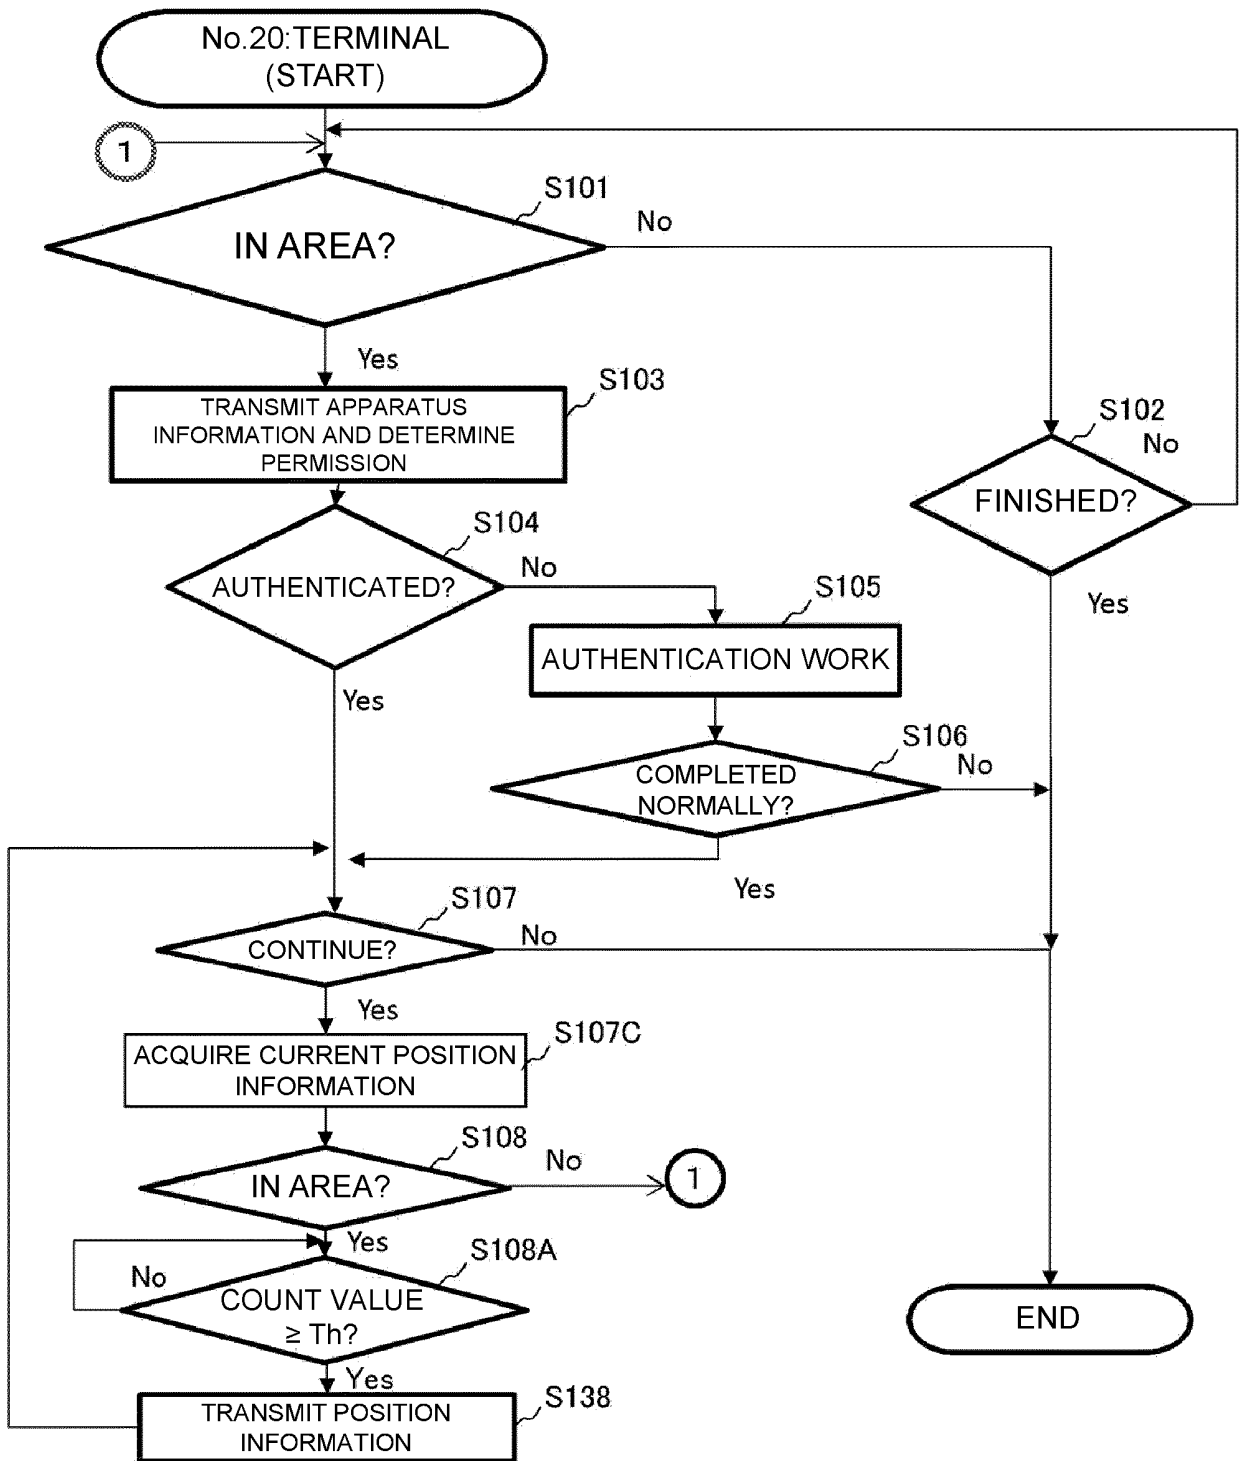 No.20:TERMINAL
(START)
1
S101
IN AREA?
No
Yes
S103
TRANSMIT APPARATUS
INFORMATION AND DETERMINE
PERMISSION
S102
No
FINISHED?
Yes
S104
AUTHENTICATED?
No
S105
AUTHENTICATION WORK
Yes
S106
COMPLETED
NORMALLY?
No
Yes
S107
CONTINUE?
No
Yes
S107C
ACQUIRE CURRENT POSITION
INFORMATION
S108
IN AREA?
No
1
Yes
S108A
No
COUNT VALUE
≥ Th?
Yes
END
S138
TRANSMIT POSITION
INFORMATION